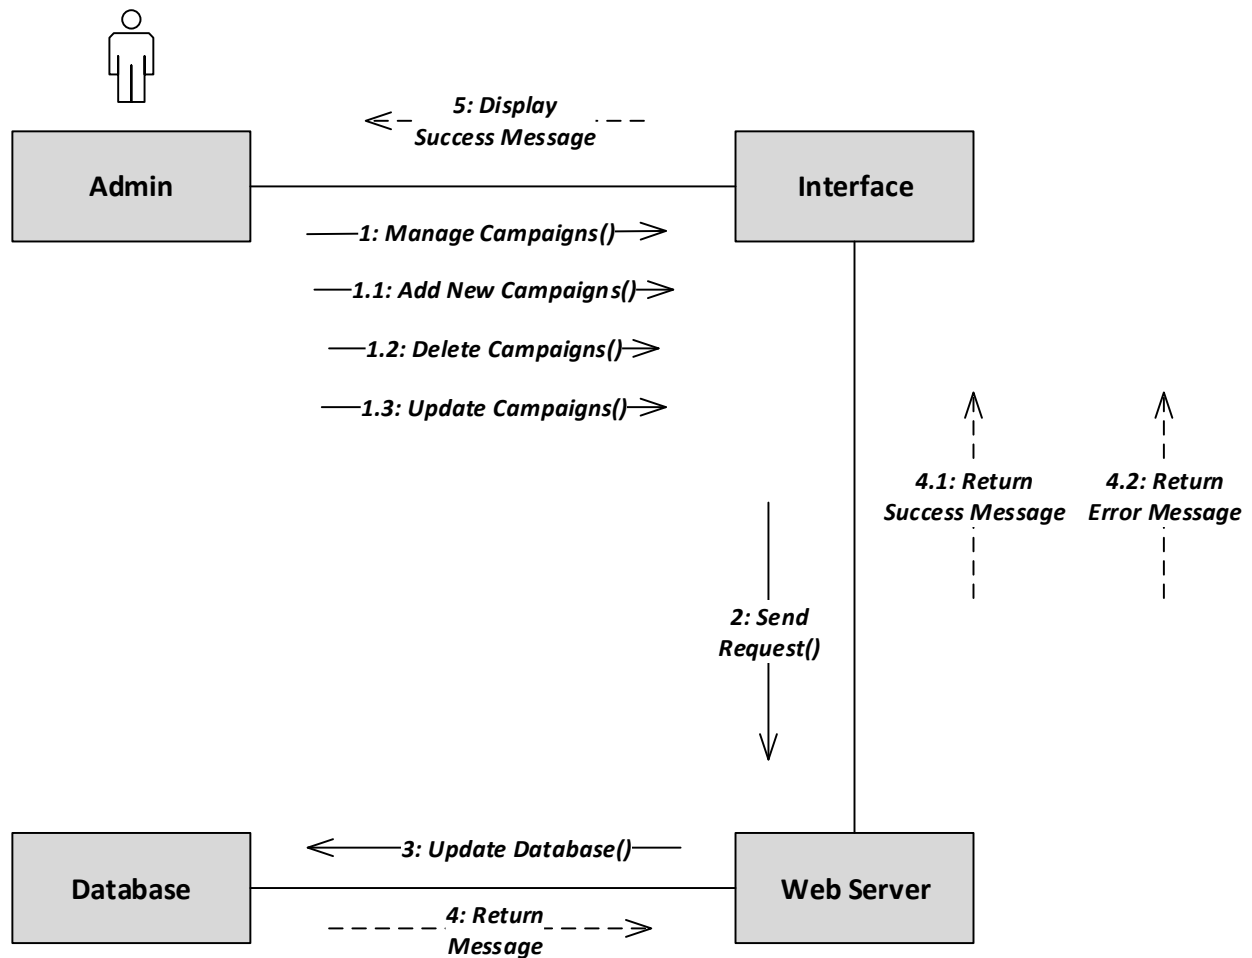 5: Display
Success Message
Admin
Interface
1: Manage Campaigns()
1.1: Add New Campaigns()
1.2: Delete Campaigns()
1.3: Update Campaigns()
4.1: Return
Success Message
4.2: Return
Error Message
2: Send
Request()
3: Update Database()
Database
Web Server
4: Return
Message